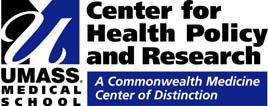 UMASS.
MEDICAL
SCHOOL
Center for
Health Policy
and Research
A Commonwealth Medicine
Center of Distinction